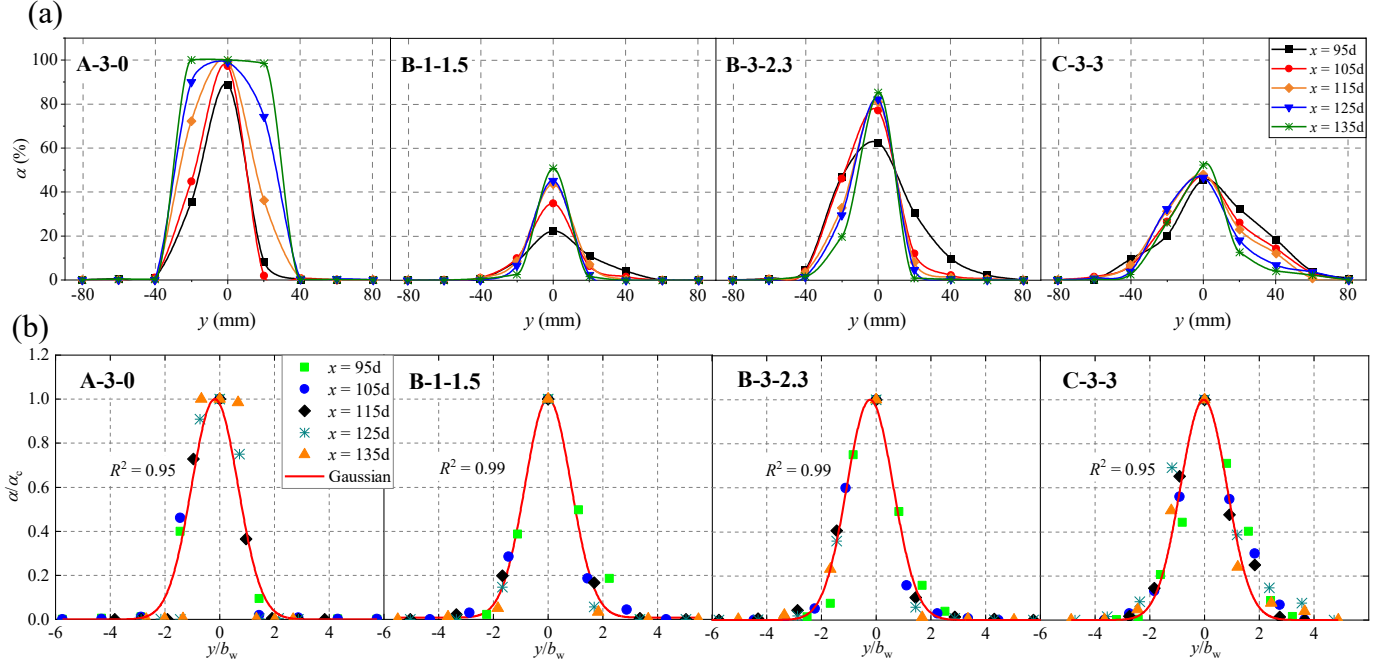 (a)
A-3-0 B-1-1.5 B-3-2.3 C-3-3
x = 95d
x = 105d
x = 115d
x = 125d
x = 135d
α (%)
100
80
60
40
20
0
-80 -40 0 40 80 -80 -40 0 40 80 -80 -40 0 40 80 -80 -40 0 40 80
y (mm) y (mm) y (mm) y (mm)
(b)
A-3-0 B-1-1.5 B-3-2.3 C-3-3
x = 95d
x = 105d
x = 115d
x = 125d
x = 135d
Gaussian
R² = 0.95 R² = 0.99 R² = 0.99 R² = 0.95
α/αc
1.2
1.0
0.8
0.6
0.4
0.2
0.0
-6 -4 -2 0 2 4 6 -4 -2 0 2 4 6 -4 -2 0 2 4 6 -4 -2 0 2 4 6
y/bw y/bw y/bw y/bw